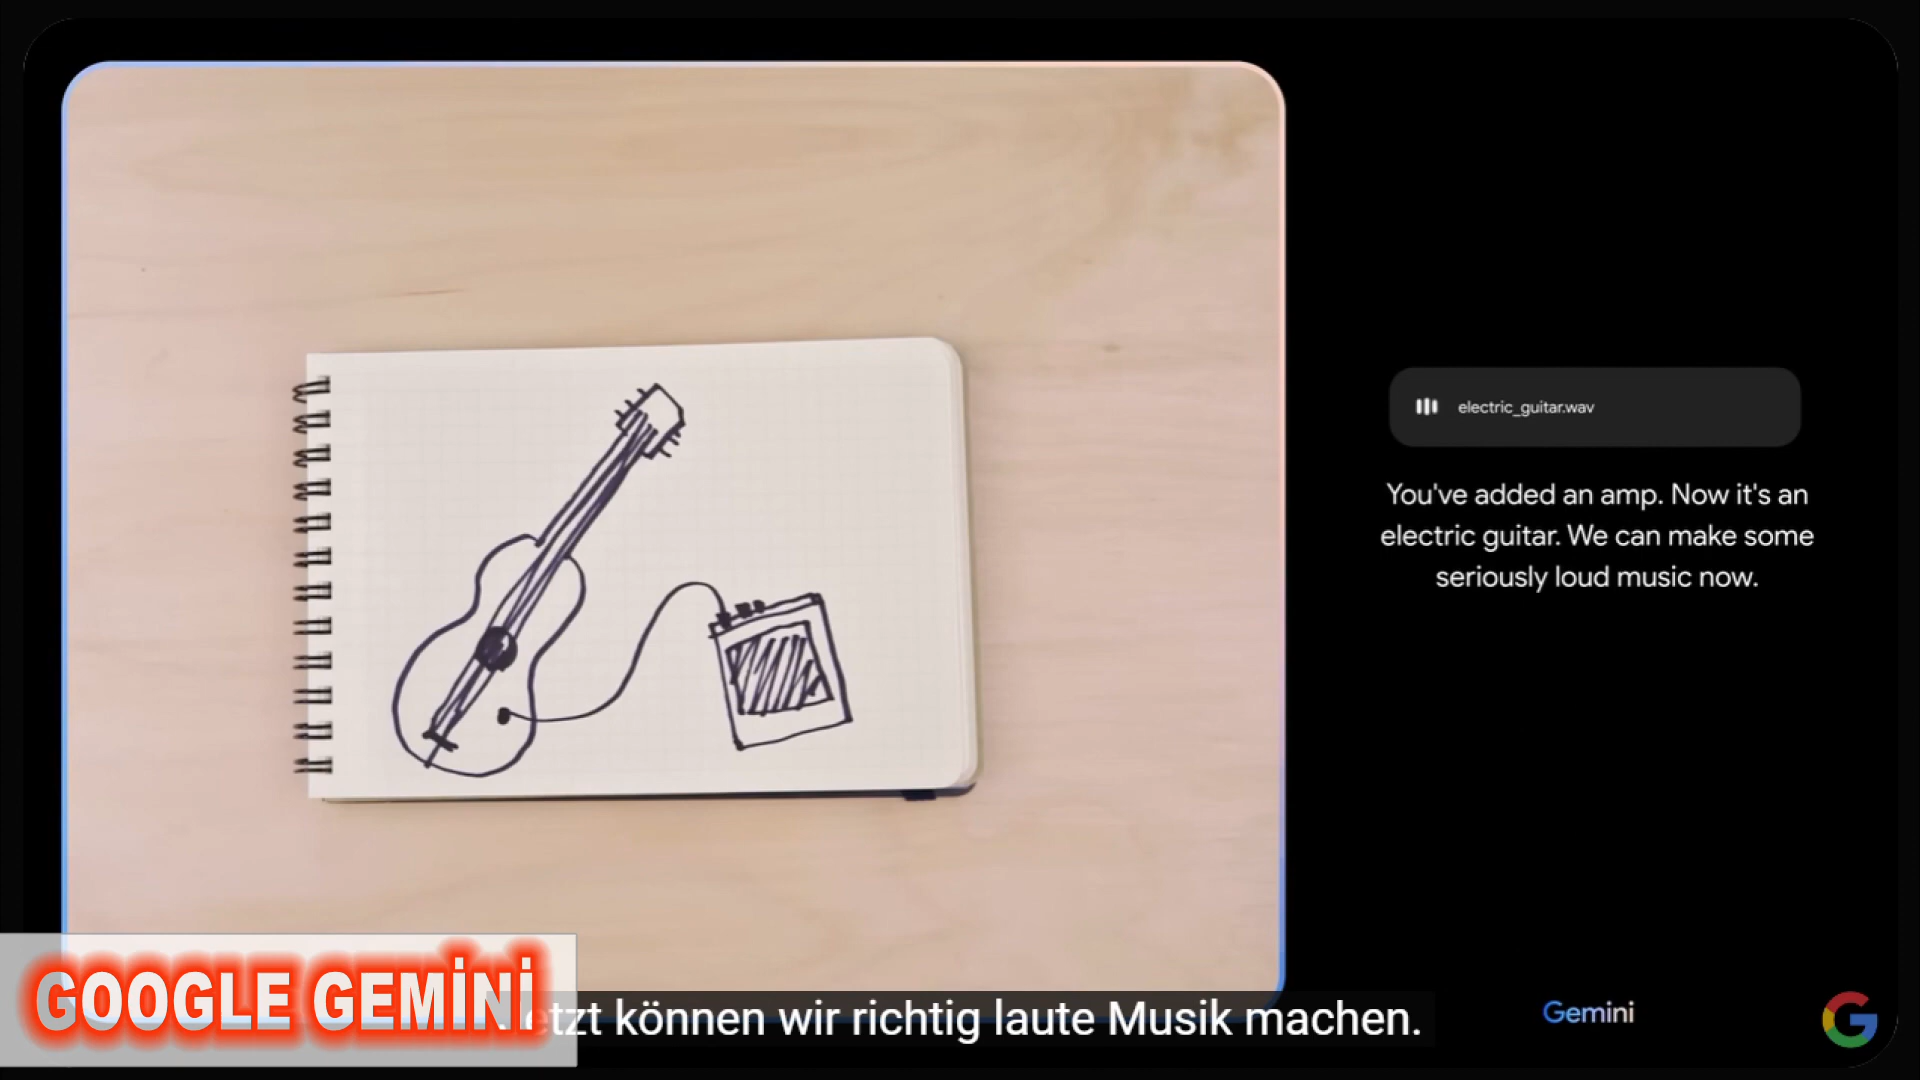 electric_guitar.wav
You've added an amp. Now it's an
electric guitar. We can make some
seriously loud music now.
GOOGLE GEMİNİ
können wir richtig laute Musik machen.
Gemini